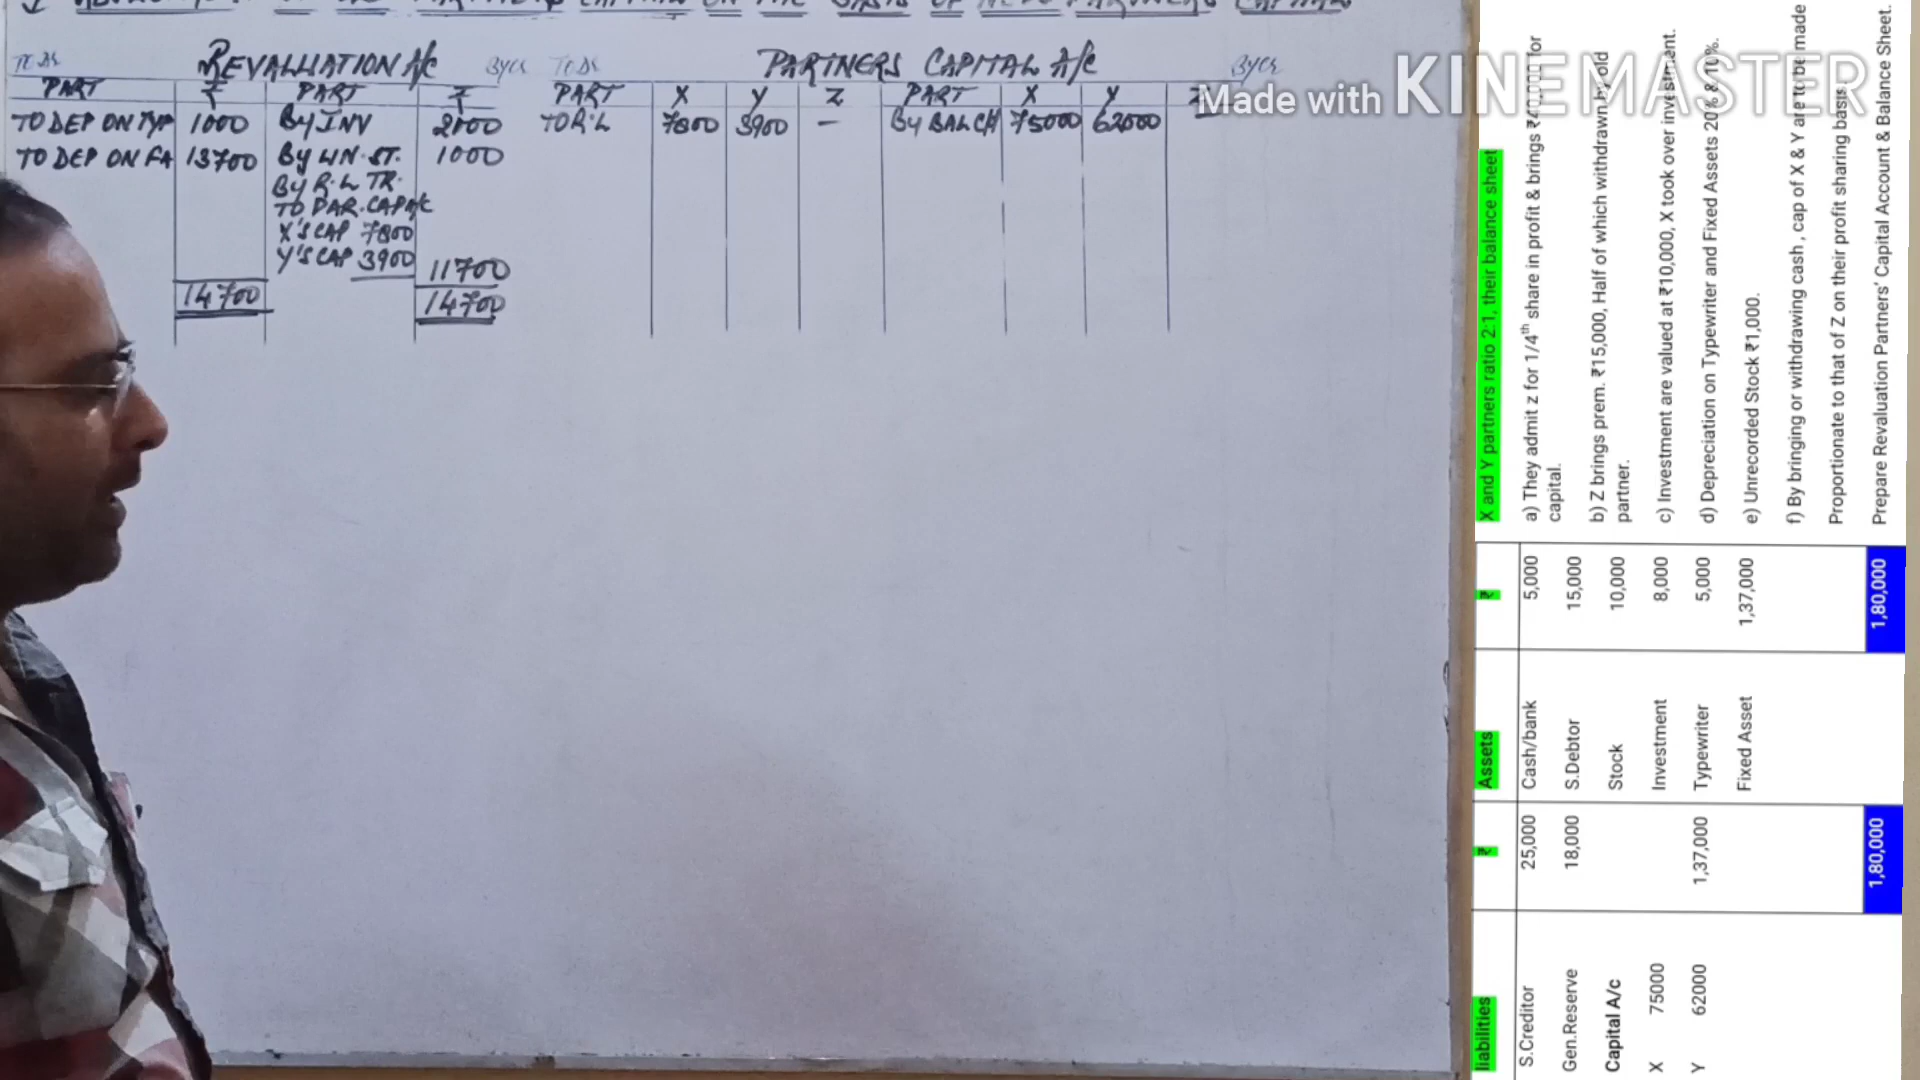 REVALUATION A/C
PARTNERS CAPITAL A/C
PART ₹ PART ₹
PART X Y Z PART X Y
TO DEP ON TYP 1000 By INV 2000
TO R.L 7800 3900 — By BAL CH 75000 62000
TO DEP ON FA 13700 By UN. ST. 1000
By R.L TR.
TO PAR. CAP A/C
X'S CAP 7800
Y'S CAP 3900 11700
14700 14700
Made with KINEMASTER
X and Y partners ratio 2:1, their balance sheet
liabilities ₹ Assets ₹
S.Creditor 25,000 Cash/bank 5,000
Gen.Reserve 18,000 S.Debtor 15,000
Capital A/c Stock 10,000
X 75000 Investment 8,000
Y 62000 1,37,000 Typewriter 5,000
Fixed Asset 1,37,000
1,80,000 1,80,000
a) They admit z for 1/4th share in profit & brings ₹40,000 for
capital.
b) Z brings prem. ₹15,000, Half of which withdrawn by old
partner.
c) Investment are valued at ₹10,000, X took over investment.
d) Depreciation on Typewriter and Fixed Assets 20% & 10%.
e) Unrecorded Stock ₹1,000.
f) By bringing or withdrawing cash , cap of X & Y are to be made
Proportionate to that of Z on their profit sharing basis.
Prepare Revaluation Partners' Capital Account & Balance Sheet.